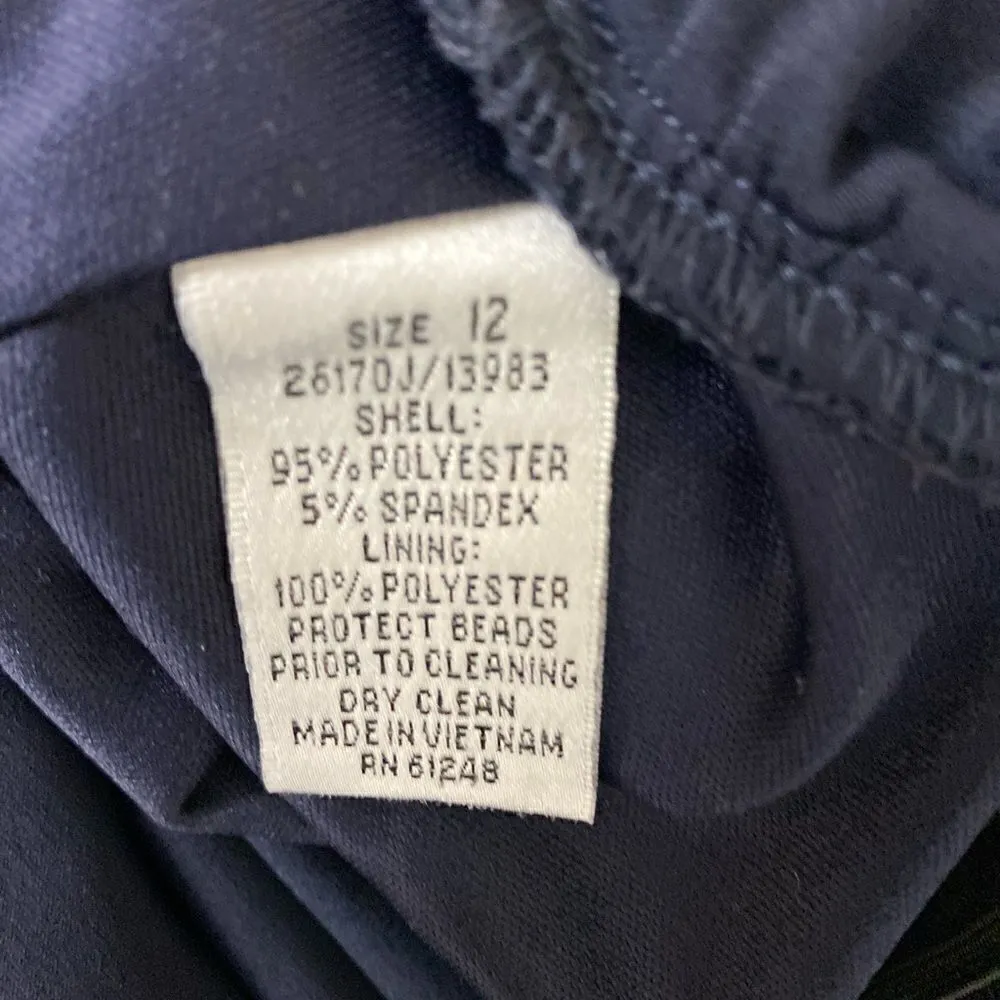 SIZE 12
26170J/13983
SHELL:
95% POLYESTER
5% SPANDEX
LINING:
100% POLYESTER
PROTECT BEADS
PRIOR TO CLEANING
DRY CLEAN
MADE IN VIETNAM
RN 61248